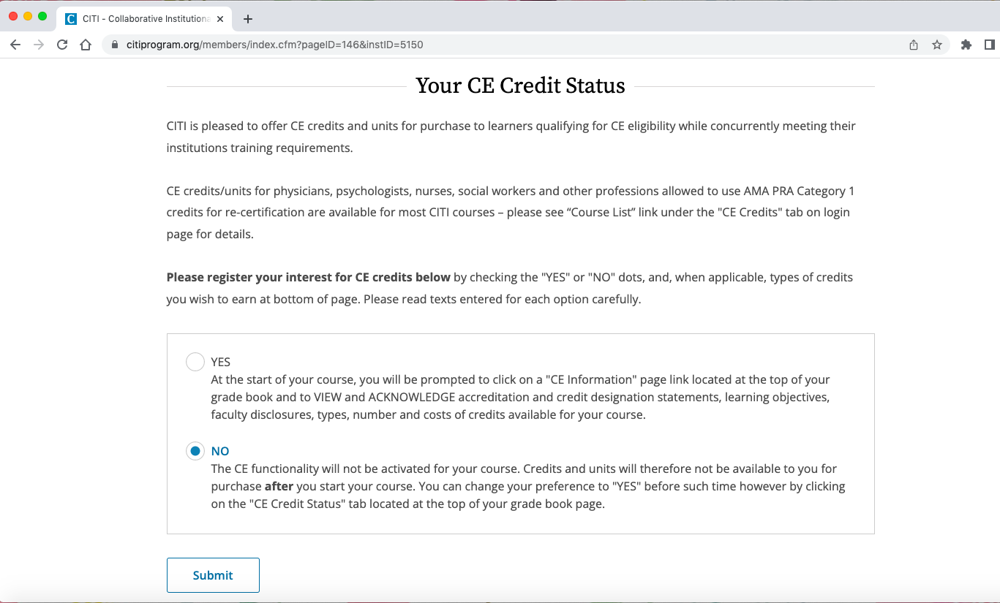 CITI - Collaborative Institutiona
citiprogram.org/members/index.cfm?pageID=146&instID=5150
Your CE Credit Status
CITI is pleased to offer CE credits and units for purchase to learners qualifying for CE eligibility while concurrently meeting their
institutions training requirements.
CE credits/units for physicians, psychologists, nurses, social workers and other professions allowed to use AMA PRA Category 1
credits for re-certification are available for most CITI courses – please see “Course List” link under the "CE Credits" tab on login
page for details.
Please register your interest for CE credits below by checking the "YES" or "NO" dots, and, when applicable, types of credits
you wish to earn at bottom of page. Please read texts entered for each option carefully.
YES
At the start of your course, you will be prompted to click on a "CE Information" page link located at the top of your
grade book and to VIEW and ACKNOWLEDGE accreditation and credit designation statements, learning objectives,
faculty disclosures, types, number and costs of credits available for your course.
NO
The CE functionality will not be activated for your course. Credits and units will therefore not be available to you for
purchase after you start your course. You can change your preference to "YES" before such time however by clicking
on the "CE Credit Status" tab located at the top of your grade book page.
Submit